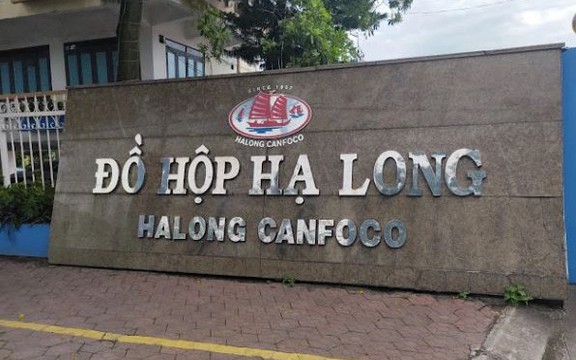 SINCE 1957
HALONG CANFOCO
ĐỒ HỘP HẠ LONG
HALONG CANFOCO